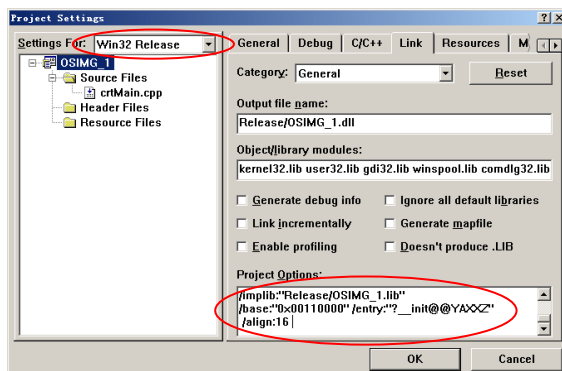 Project Settings
Settings For: Win32 Release
OSIMG_1
Source Files
crtMain.cpp
Header Files
Resource Files
General Debug C/C++ Link Resources M
Category: General Reset
Output file name:
Release/OSIMG_1.dll
Object/library modules:
kernel32.lib user32.lib gdi32.lib winspool.lib comdlg32.lib
Generate debug info Ignore all default libraries
Link incrementally Generate mapfile
Enable profiling Doesn't produce .LIB
Project Options:
/implib:"Release/OSIMG_1.lib"
/base:"0x00110000" /entry:"?__init@@YAXXZ"
/align:16
OK Cancel